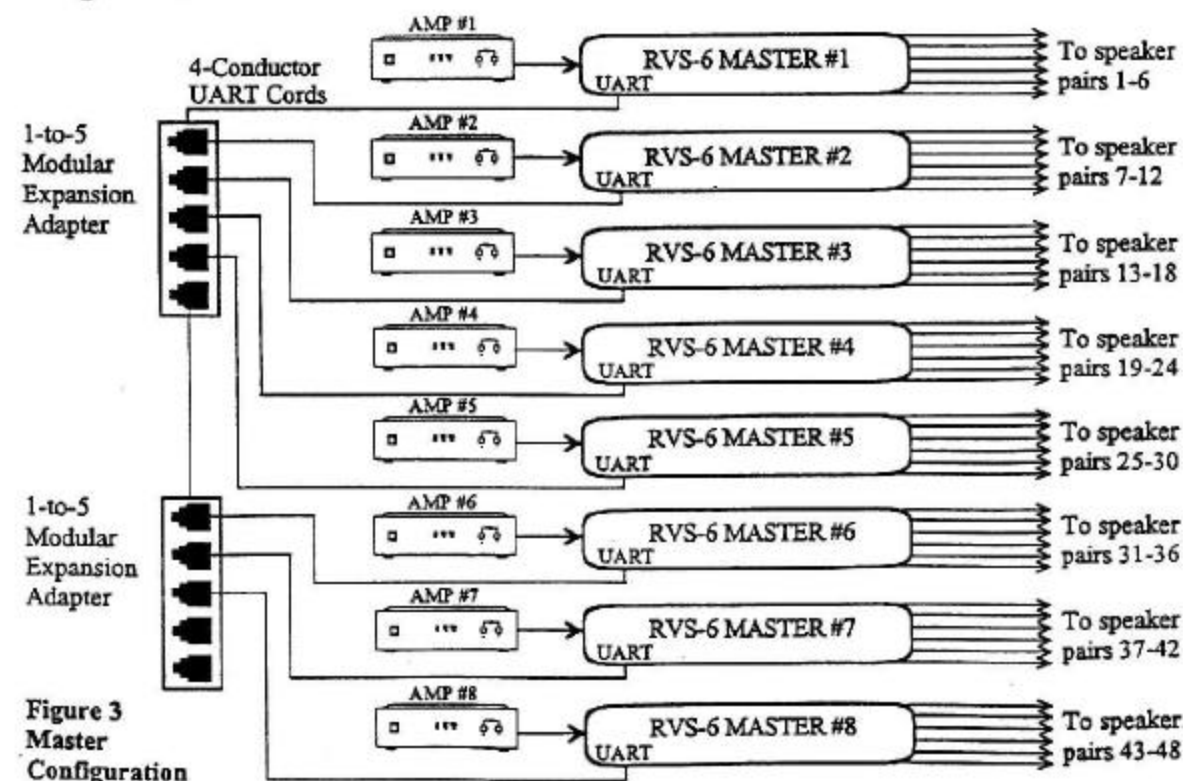 AMP #1
RVS-6 MASTER #1
UART
To speaker
pairs 1-6
4-Conductor
UART Cords
1-to-5
Modular
Expansion
Adapter
AMP #2
RVS-6 MASTER #2
UART
To speaker
pairs 7-12
AMP #3
RVS-6 MASTER #3
UART
To speaker
pairs 13-18
AMP #4
RVS-6 MASTER #4
UART
To speaker
pairs 19-24
AMP #5
RVS-6 MASTER #5
UART
To speaker
pairs 25-30
1-to-5
Modular
Expansion
Adapter
AMP #6
RVS-6 MASTER #6
UART
To speaker
pairs 31-36
AMP #7
RVS-6 MASTER #7
UART
To speaker
pairs 37-42
AMP #8
RVS-6 MASTER #8
UART
To speaker
pairs 43-48
Figure 3
Master
Configuration